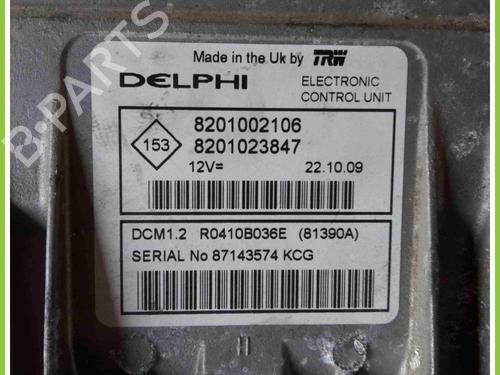 Made in the Uk by TRW
DELPHI
ELECTRONIC
CONTROL UNIT
153
8201002106
8201023847
12V=
22.10.09
DCM1.2 R0410B036E (81390A)
SERIAL No 87143574 KCG
H
B-PARTS